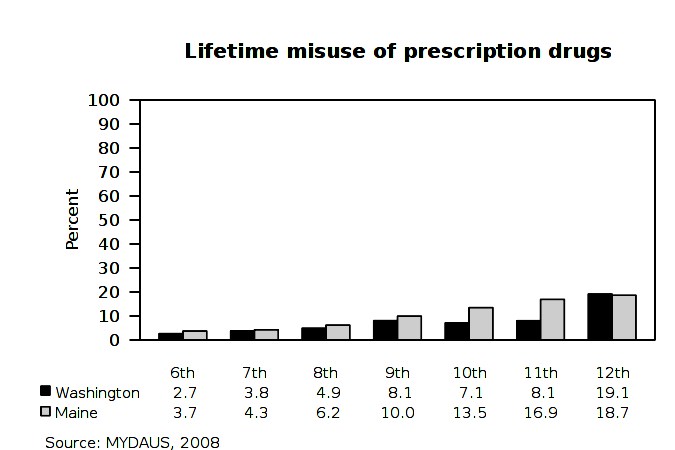 Lifetime misuse of prescription drugs
100
90
80
70
60
50
40
30
20
10
0
Percent
6th 7th 8th 9th 10th 11th 12th
Washington 2.7 3.8 4.9 8.1 7.1 8.1 19.1
Maine 3.7 4.3 6.2 10.0 13.5 16.9 18.7
Source: MYDAUS, 2008